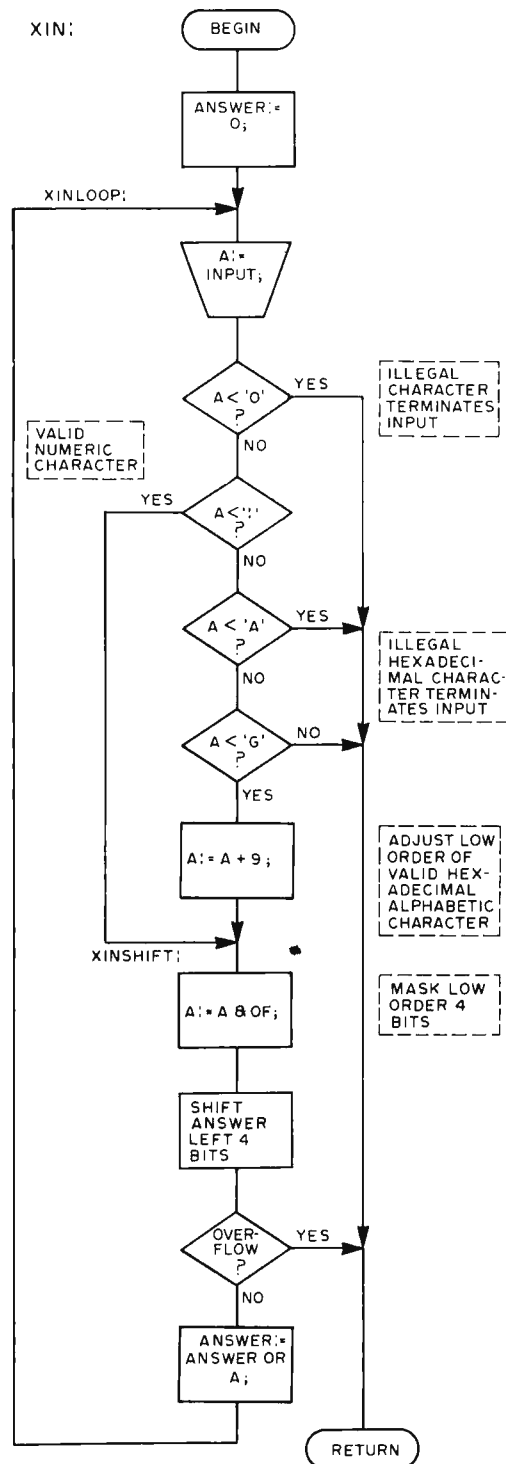 XIN:
BEGIN
ANSWER:=
0;
XINLOOP:
A:=
INPUT;
A < '0'
?
YES
NO
ILLEGAL
CHARACTER
TERMINATES
INPUT
VALID
NUMERIC
CHARACTER
YES
A < ':'
?
NO
A < 'A'
?
YES
NO
ILLEGAL
HEXADECI-
MAL CHARAC-
TER TERMIN-
ATES INPUT
A < 'G'
?
NO
YES
A:= A + 9;
ADJUST LOW
ORDER OF
VALID HEX-
ADECIMAL
ALPHABETIC
CHARACTER
XINSHIFT:
A:= A & OF;
MASK LOW
ORDER 4
BITS
SHIFT
ANSWER
LEFT 4
BITS
OVER-
FLOW
?
YES
NO
ANSWER:=
ANSWER OR
A;
RETURN